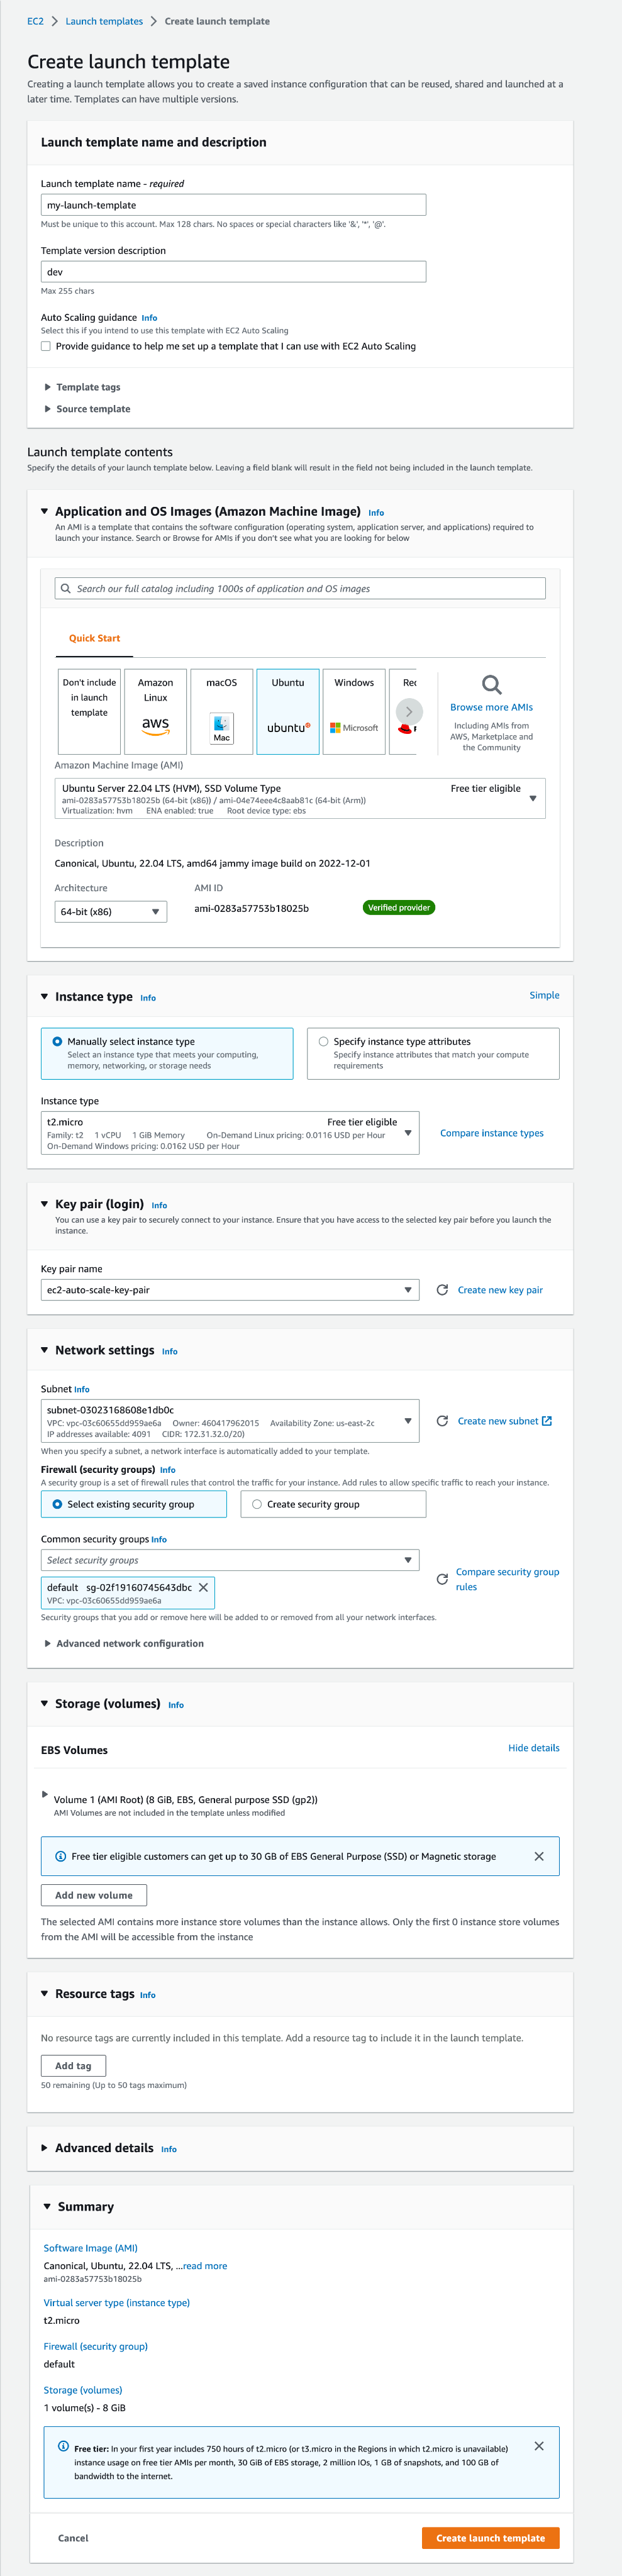 EC2 > Launch templates > Create launch template
Create launch template
Creating a launch template allows you to create a saved instance configuration that can be reused, shared and launched at a
later time. Templates can have multiple versions.
Launch template name and description
Launch template name - required
my-launch-template
Must be unique to this account. Max 128 chars. No spaces or special characters like '&', '*', '@'.
Template version description
dev
Max 255 chars
Auto Scaling guidance Info
Select this if you intend to use this template with EC2 Auto Scaling
Provide guidance to help me set up a template that I can use with EC2 Auto Scaling
Template tags
Source template
Launch template contents
Specify the details of your launch template below. Leaving a field blank will result in the field not being included in the launch template.
Application and OS Images (Amazon Machine Image) Info
An AMI is a template that contains the software configuration (operating system, application server, and applications) required to
launch your instance. Search or Browse for AMIs if you don't see what you are looking for below
Search our full catalog including 1000s of application and OS images
Quick Start
Don't include
in launch
template
Amazon
Linux
aws
macOS
Mac
Ubuntu
ubuntu
Windows
Microsoft
Rec
Browse more AMIs
Including AMIs from
AWS, Marketplace and
the Community
Amazon Machine Image (AMI)
Ubuntu Server 22.04 LTS (HVM), SSD Volume Type Free tier eligible
ami-0283a57753b18025b (64-bit (x86)) / ami-04e74eee4c8aab81c (64-bit (Arm))
Virtualization: hvm ENA enabled: true Root device type: ebs
Description
Canonical, Ubuntu, 22.04 LTS, amd64 jammy image build on 2022-12-01
Architecture AMI ID
64-bit (x86) ami-0283a57753b18025b Verified provider
Instance type Info Simple
Manually select instance type
Select an instance type that meets your computing,
memory, networking, or storage needs
Specify instance type attributes
Specify instance attributes that match your compute
requirements
Instance type
t2.micro Free tier eligible
Family: t2 1 vCPU 1 GiB Memory On-Demand Linux pricing: 0.0116 USD per Hour
On-Demand Windows pricing: 0.0162 USD per Hour
Compare instance types
Key pair (login) Info
You can use a key pair to securely connect to your instance. Ensure that you have access to the selected key pair before you launch the
instance.
Key pair name
ec2-auto-scale-key-pair Create new key pair
Network settings Info
Subnet Info
subnet-03023168608e1db0c
VPC: vpc-03c60655dd959ae6a Owner: 460417962015 Availability Zone: us-east-2c
IP addresses available: 4091 CIDR: 172.31.32.0/20)
Create new subnet
When you specify a subnet, a network interface is automatically added to your template.
Firewall (security groups) Info
A security group is a set of firewall rules that control the traffic for your instance. Add rules to allow specific traffic to reach your instance.
Select existing security group Create security group
Common security groups Info
Select security groups
Compare security group
rules
default sg-02f19160745643dbc
VPC: vpc-03c60655dd959ae6a
Security groups that you add or remove here will be added to or removed from all your network interfaces.
Advanced network configuration
Storage (volumes) Info
EBS Volumes Hide details
Volume 1 (AMI Root) (8 GiB, EBS, General purpose SSD (gp2))
AMI Volumes are not included in the template unless modified
Free tier eligible customers can get up to 30 GB of EBS General Purpose (SSD) or Magnetic storage
Add new volume
The selected AMI contains more instance store volumes than the instance allows. Only the first 0 instance store volumes
from the AMI will be accessible from the instance
Resource tags Info
No resource tags are currently included in this template. Add a resource tag to include it in the launch template.
Add tag
50 remaining (Up to 50 tags maximum)
Advanced details Info
Summary
Software Image (AMI)
Canonical, Ubuntu, 22.04 LTS, ...read more
ami-0283a57753b18025b
Virtual server type (instance type)
t2.micro
Firewall (security group)
default
Storage (volumes)
1 volume(s) - 8 GiB
Free tier: In your first year includes 750 hours of t2.micro (or t3.micro in the Regions in which t2.micro is unavailable)
instance usage on free tier AMIs per month, 30 GiB of EBS storage, 2 million IOs, 1 GB of snapshots, and 100 GB of
bandwidth to the internet.
Cancel Create launch template